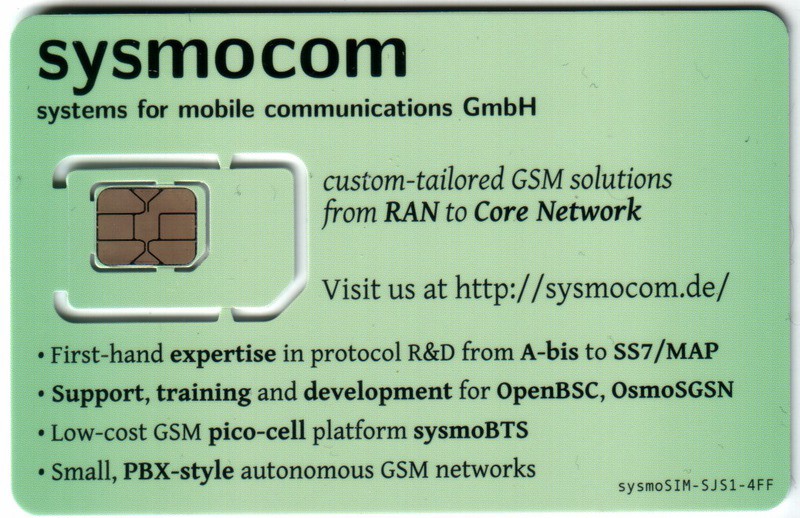 sysmocom
systems for mobile communications GmbH
custom-tailored GSM solutions
from RAN to Core Network
Visit us at http://sysmocom.de/
• First-hand expertise in protocol R&D from A-bis to SS7/MAP
• Support, training and development for OpenBSC, OsmoSGSN
• Low-cost GSM pico-cell platform sysmoBTS
• Small, PBX-style autonomous GSM networks
sysmoSIM-SJS1-4FF